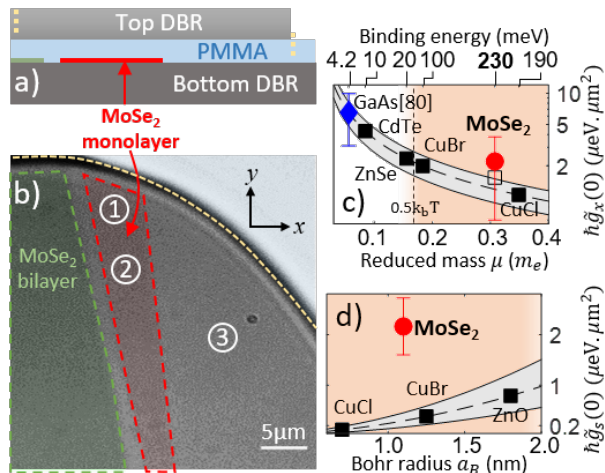 Top DBR
PMMA
a)
Bottom DBR
MoSe₂
monolayer
b)
y
x
①
②
③
MoSe₂
bilayer
5μm
Binding energy (meV)
4.2 10 20 100 230 190
GaAs[80]
CdTe
ZnSe
CuBr
MoSe₂
CuCl
0.5k_bT
c)
10
5
2
ħg̃ₓ(0) (μeV. μm²)
0.1 0.2 0.3 0.4
Reduced mass μ (mₑ)
d)
MoSe₂
CuCl
CuBr
ZnO
2
1
0.2
ħg̃ₛ(0) (μeV. μm²)
1.0 1.5 2.0
Bohr radius a_B (nm)